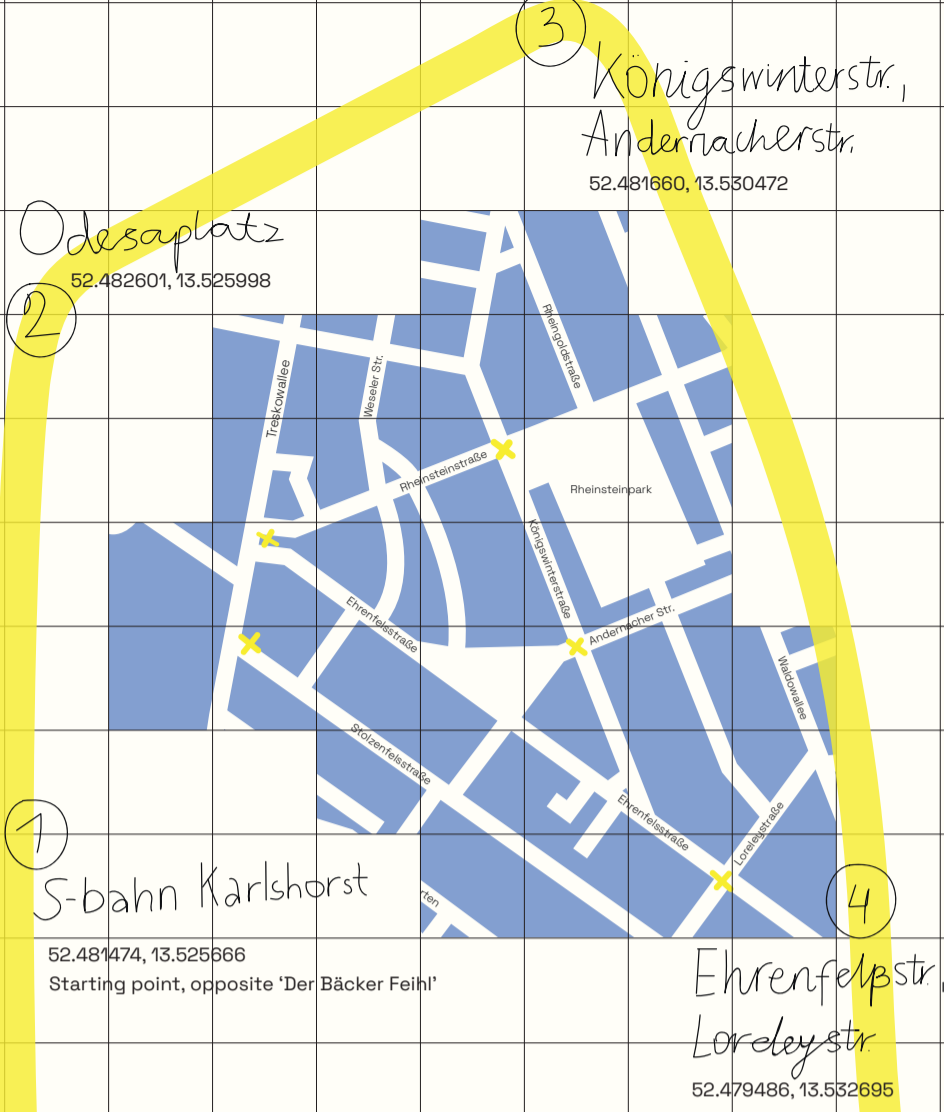 3
Königswinterstr.,
Andernacherstr.
52.481660, 13.530472
Odesaplatz
52.482601, 13.525998
2
Rheingoldstraße
Treskowallee
Weseler Str.
Rheinsteinstraße
Rheinsteinpark
Königswinterstraße
Ehrenfelsstraße
Andernacher Str.
Waldowallee
Stolzenfelsstraße
Ehrenfelsstraße
Loreleystraße
1
S-bahn Karlshorst
52.481474, 13.525666
Starting point, opposite ‘Der Bäcker Feihl’
rten
4
Ehrenfelßstr.,
Loreleystr.
52.479486, 13.532695